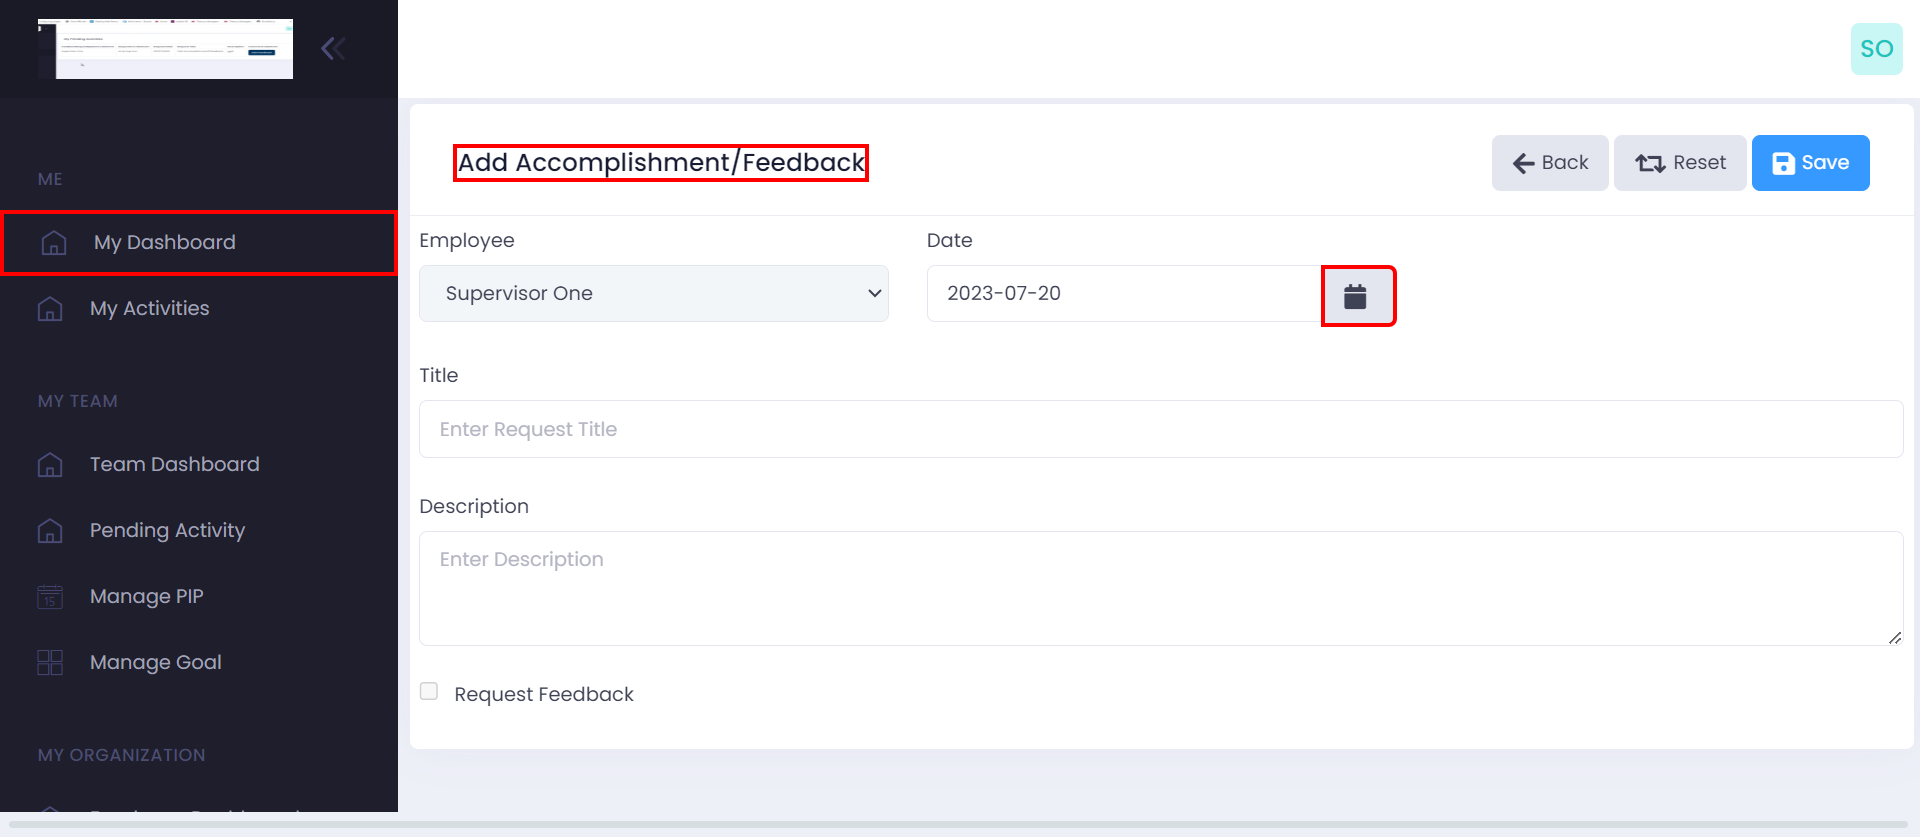 SO
ME
My Dashboard
My Activities
MY TEAM
Team Dashboard
Pending Activity
15
Manage PIP
Manage Goal
MY ORGANIZATION
Add Accomplishment/Feedback
Back
Reset
Save
Employee
Date
Supervisor One
2023-07-20
Title
Enter Request Title
Description
Enter Description
Request Feedback